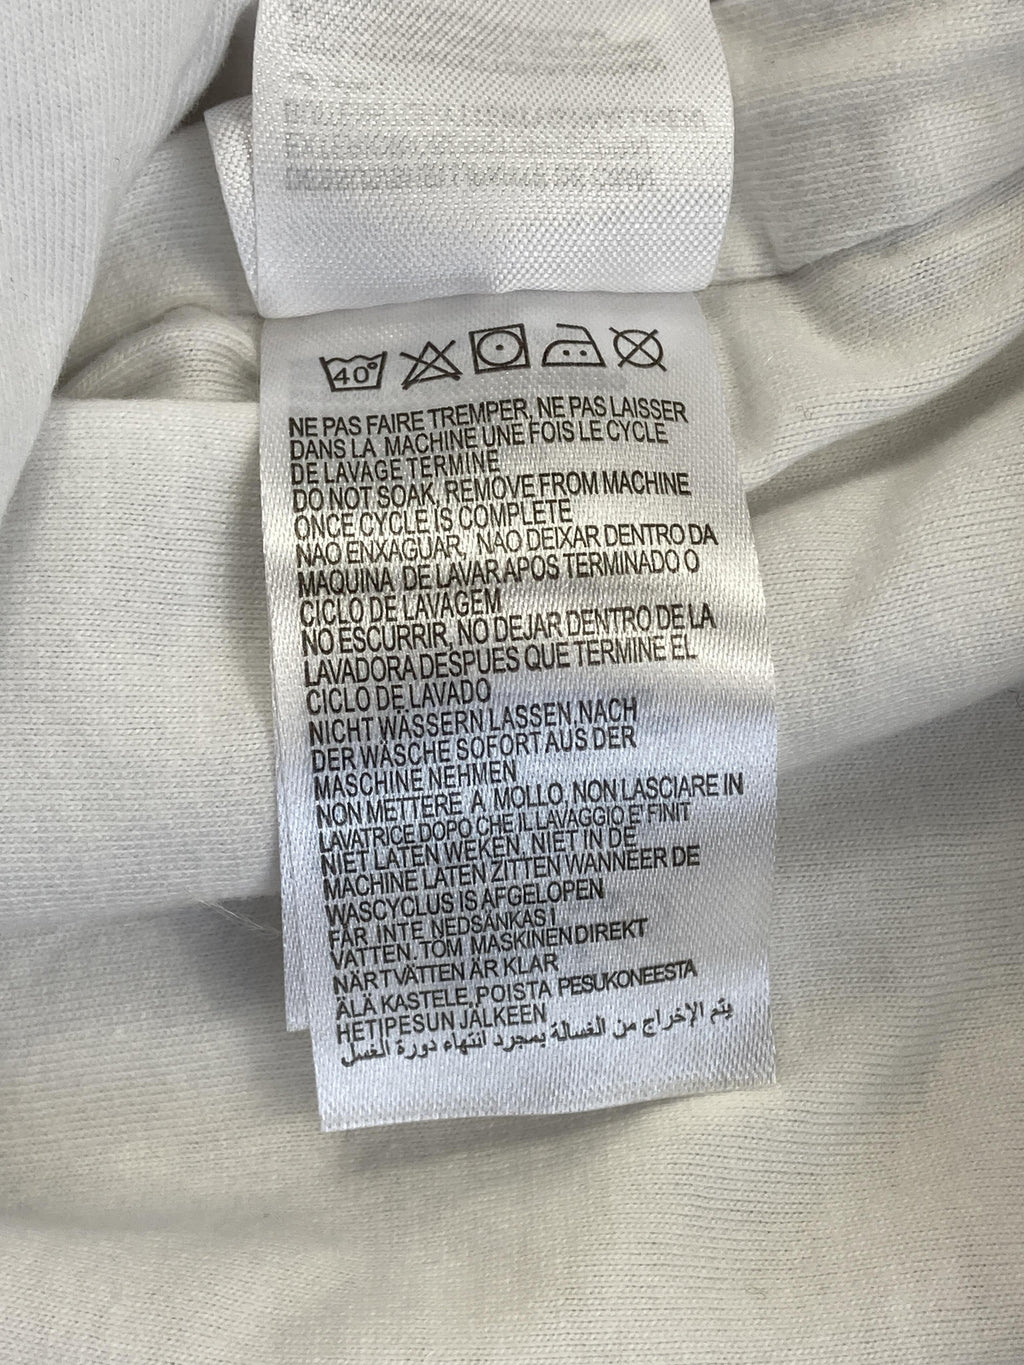 40°
NE PAS FAIRE TREMPER, NE PAS LAISSER
DANS LA MACHINE UNE FOIS LE CYCLE
DE LAVAGE TERMINE
DO NOT SOAK, REMOVE FROM MACHINE
ONCE CYCLE IS COMPLETE
NAO ENXAGUAR, NAO DEIXAR DENTRO DA
MAQUINA DE LAVAR APOS TERMINADO O
CICLO DE LAVAGEM
NO ESCURRIR, NO DEJAR DENTRO DE LA
LAVADORA DESPUES QUE TERMINE EL
CICLO DE LAVADO
NICHT WÄSSERN LASSEN, NACH
DER WÄSCHE SOFORT AUS DER
MASCHINE NEHMEN
NON METTERE A MOLLO, NON LASCIARE IN
LAVATRICE DOPO CHE IL LAVAGGIO E' FINIT
NIET LATEN WEKEN, NIET IN DE
MACHINE LATEN ZITTEN WANNEER DE
WASCYOLUS IS AFGELOPEN
FÅR INTE NEDSÄNKAS I
VATTEN. TOM MASKINEN DIREKT
NÄR TVÄTTEN ÄR KLAR
ÄLÄ KASTELE, POISTA PESUKONEESTA
HETI PESUN JÄLKEEN
يتم الإخراج من الغسالة بمجرد انتهاء دورة الغسل